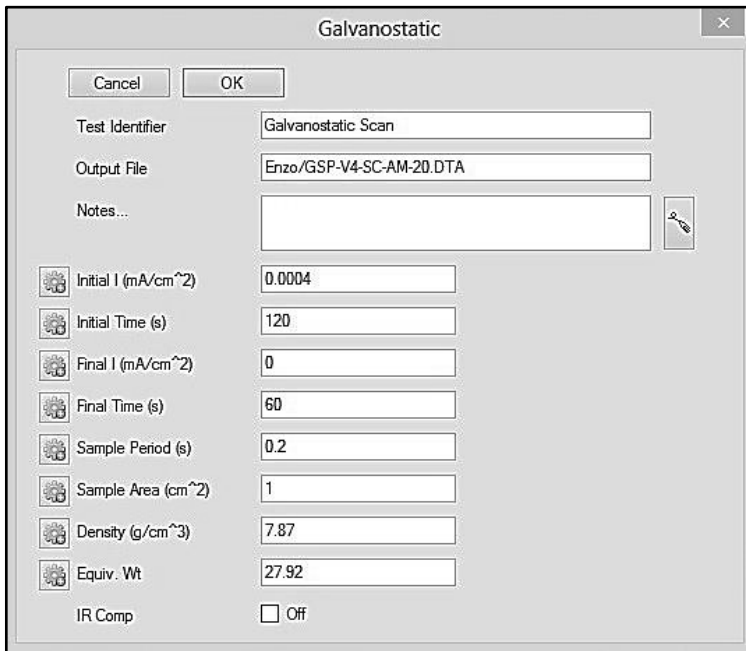 Galvanostatic
Cancel OK
Test Identifier Galvanostatic Scan
Output File Enzo/GSP-V4-SC-AM-20.DTA
Notes...
Initial I (mA/cm^2) 0.0004
Initial Time (s) 120
Final I (mA/cm^2) 0
Final Time (s) 60
Sample Period (s) 0.2
Sample Area (cm^2) 1
Density (g/cm^3) 7.87
Equiv. Wt 27.92
IR Comp Off